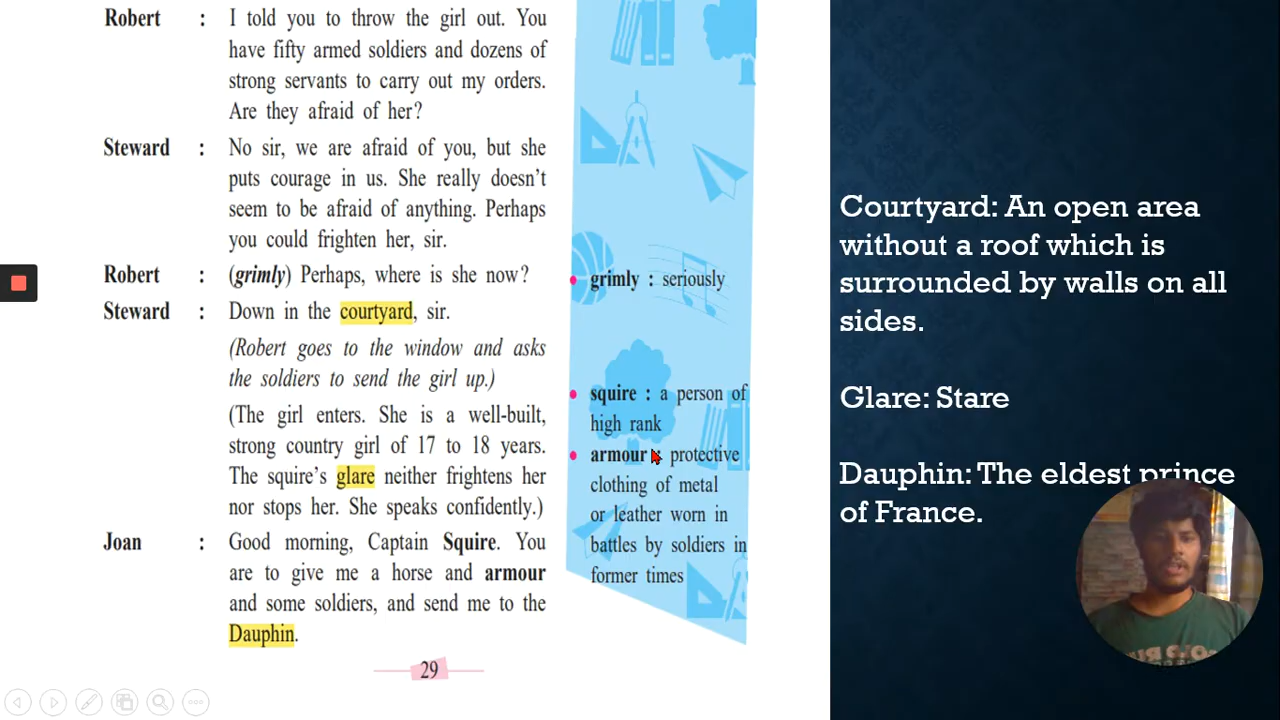 Robert : I told you to throw the girl out. You
have fifty armed soldiers and dozens of
strong servants to carry out my orders.
Are they afraid of her?
Steward : No sir, we are afraid of you, but she
puts courage in us. She really doesn't
seem to be afraid of anything. Perhaps
you could frighten her, sir.
Robert : (grimly) Perhaps, where is she now?
Steward : Down in the courtyard, sir.
(Robert goes to the window and asks
the soldiers to send the girl up.)
(The girl enters. She is a well-built,
strong country girl of 17 to 18 years.
The squire's glare neither frightens her
nor stops her. She speaks confidently.)
Joan : Good morning, Captain Squire. You
are to give me a horse and armour
and some soldiers, and send me to the
Dauphin.
29
• grimly : seriously
• squire : a person of
high rank
• armour : protective
clothing of metal
or leather worn in
battles by soldiers in
former times
Courtyard: An open area
without a roof which is
surrounded by walls on all
sides.
Glare: Stare
Dauphin: The eldest prince
of France.